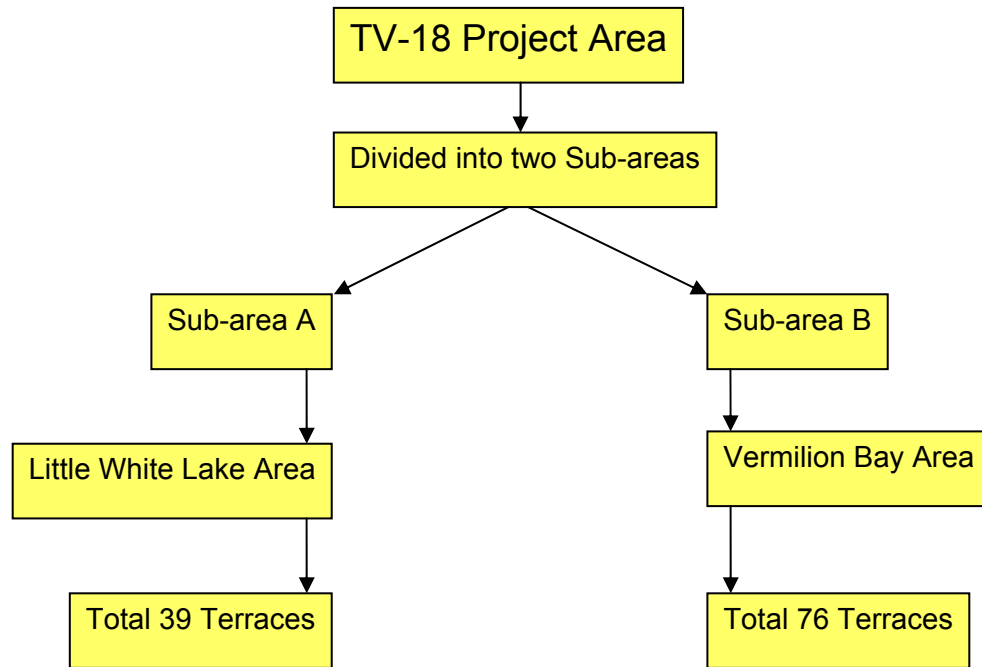 TV-18 Project Area
Divided into two Sub-areas
Sub-area A
Sub-area B
Little White Lake Area
Vermilion Bay Area
Total 39 Terraces
Total 76 Terraces